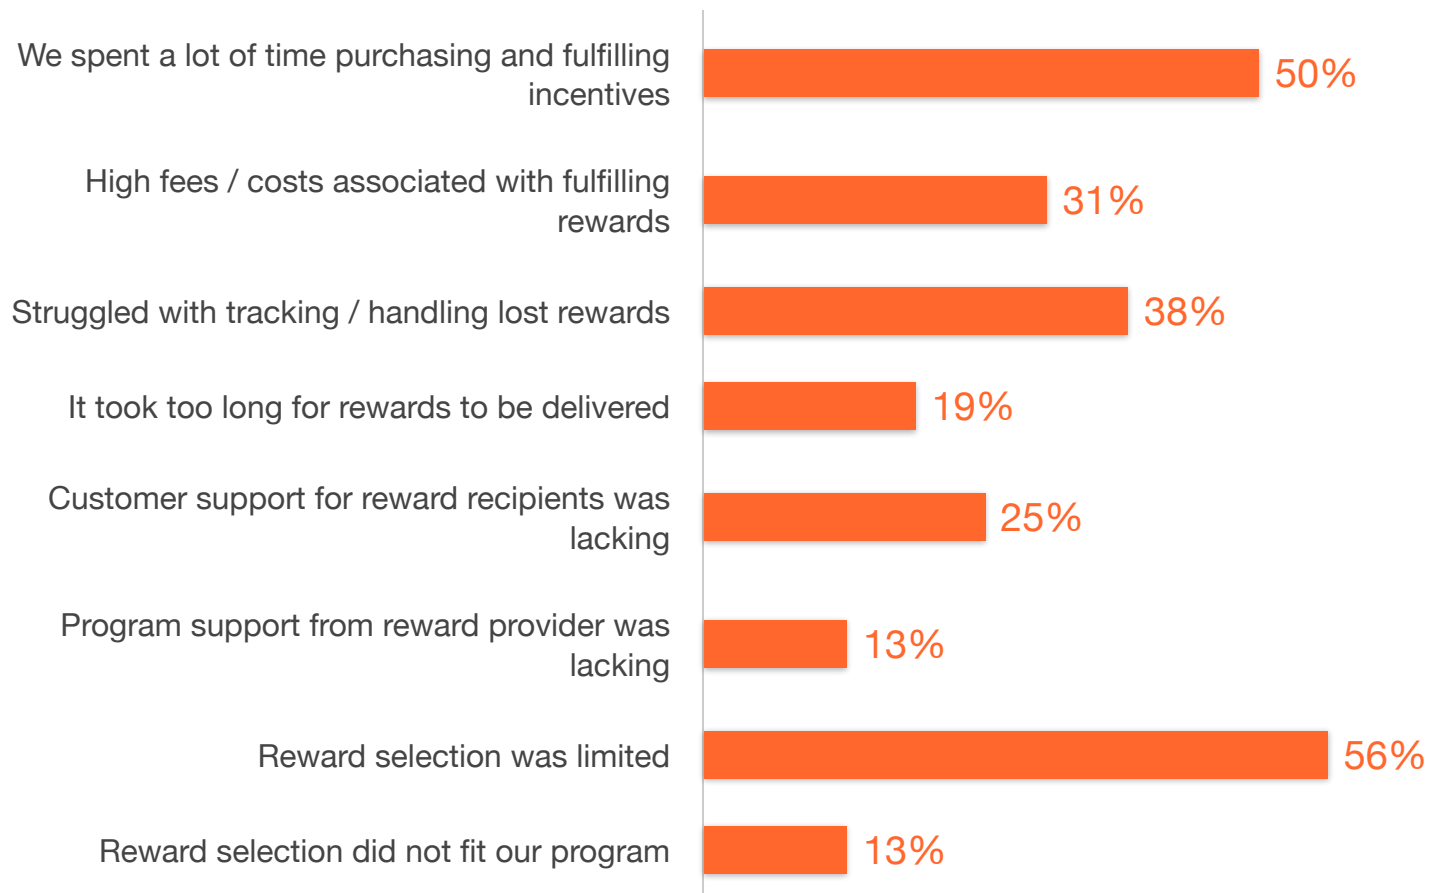 We spent a lot of time purchasing and fulfilling
incentives
50%
High fees / costs associated with fulfilling
rewards
31%
Struggled with tracking / handling lost rewards
38%
It took too long for rewards to be delivered
19%
Customer support for reward recipients was
lacking
25%
Program support from reward provider was
lacking
13%
Reward selection was limited
56%
Reward selection did not fit our program
13%